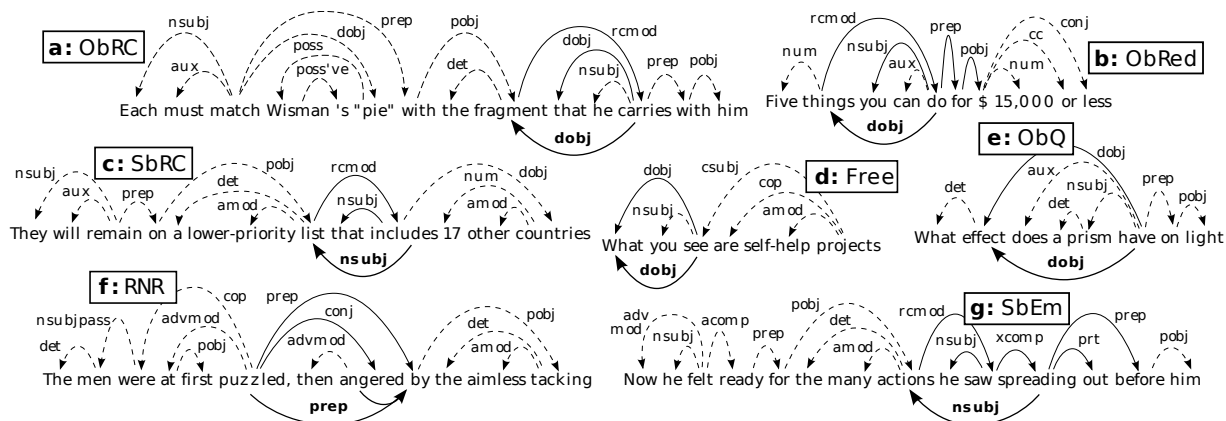 nsubj
prep
pobj
rcmod
prep
conj
a: ObRC
dobj
dobj
rcmod
cc
b: ObRed
poss
num
nsubj
pobj
aux
poss've
det
nsubj
prep
pobj
aux
num
Each must match Wisman 's "pie" with the fragment that he carries with him
Five things you can do for $ 15,000 or less
dobj
dobj
c: SbRC
e: ObQ
nsubj
pobj
rcmod
dobj
csubj
dobj
aux
det
num
dobj
cop
d: Free
aux
prep
amod
nsubj
amod
nsubj
amod
det
nsubj
det
prep
pobj
They will remain on a lower-priority list that includes 17 other countries
What you see are self-help projects
What effect does a prism have on light
nsubj
dobj
dobj
f: RNR
g: SbEm
cop
prep
pobj
pobj
rcmod
prep
nsubjpass
advmod
conj
det
adv
mod
acomp
det
nsubj
xcomp
det
pobj
advmod
amod
nsubj
prep
amod
prt
pobj
The men were at first puzzled, then angered by the aimless tacking
Now he felt ready for the many actions he saw spreading out before him
prep
nsubj